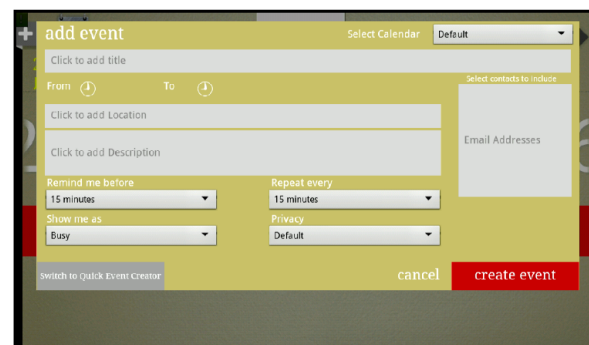 add event
Select Calendar Default
Click to add title
From To
Select contacts to include
Click to add Location
Email Addresses
Click to add Description
Remind me before Repeat every
15 minutes 15 minutes
Show me as Privacy
Busy Default
Switch to Quick Event Creator cancel create event